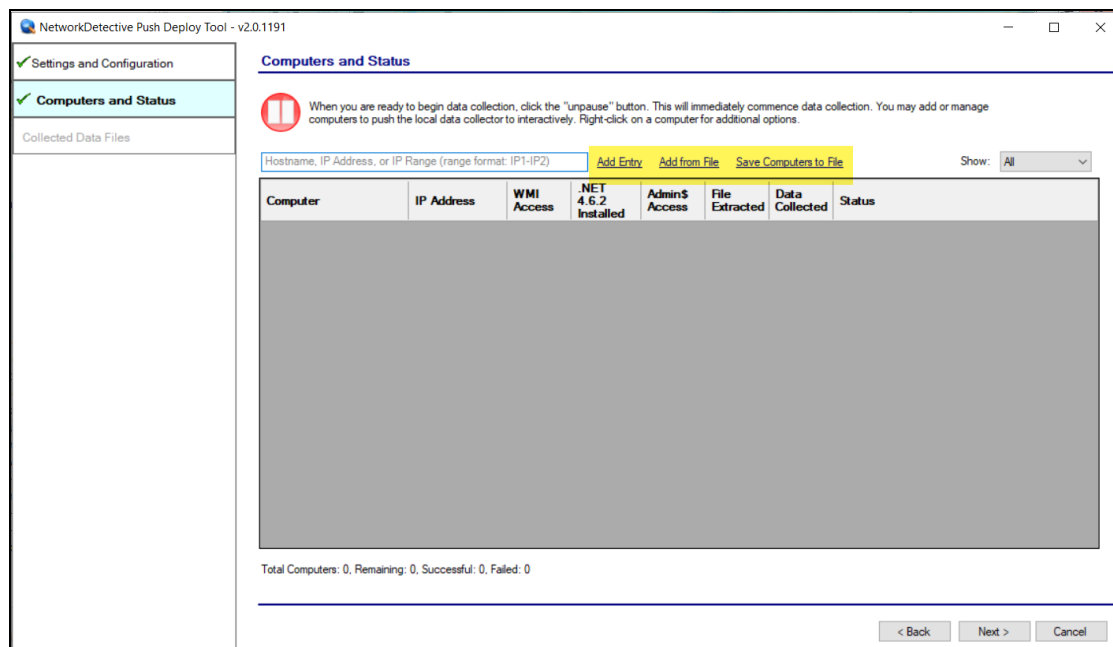 NetworkDetective Push Deploy Tool - v2.0.1191
Settings and Configuration
Computers and Status
Collected Data Files
Computers and Status
When you are ready to begin data collection, click the "unpause" button. This will immediately commence data collection. You may add or manage
computers to push the local data collector to interactively. Right-click on a computer for additional options.
Hostname, IP Address, or IP Range (range format: IP1-IP2) Add Entry Add from File Save Computers to File Show: All
Computer IP Address WMI Access .NET 4.6.2 Installed Admin$ Access File Extracted Data Collected Status
Total Computers: 0, Remaining: 0, Successful: 0, Failed: 0
< Back Next > Cancel